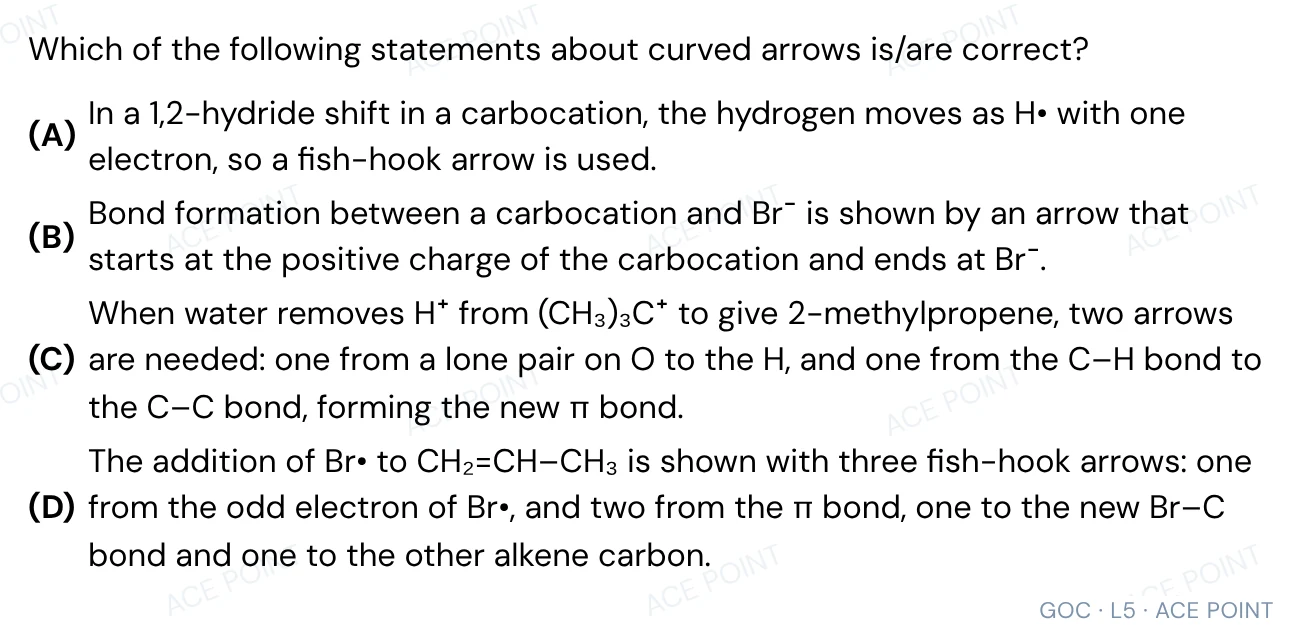 Which of the following statements about curved arrows is/are correct?
(A) In a 1,2-hydride shift in a carbocation, the hydrogen moves as H• with one
electron, so a fish-hook arrow is used.
(B) Bond formation between a carbocation and Br⁻ is shown by an arrow that
starts at the positive charge of the carbocation and ends at Br⁻.
(C) When water removes H⁺ from (CH₃)₃C⁺ to give 2-methylpropene, two arrows
are needed: one from a lone pair on O to the H, and one from the C–H bond to
the C–C bond, forming the new π bond.
(D) The addition of Br• to CH₂=CH–CH₃ is shown with three fish-hook arrows: one
from the odd electron of Br•, and two from the π bond, one to the new Br–C
bond and one to the other alkene carbon.
GOC · L5 · ACE POINT